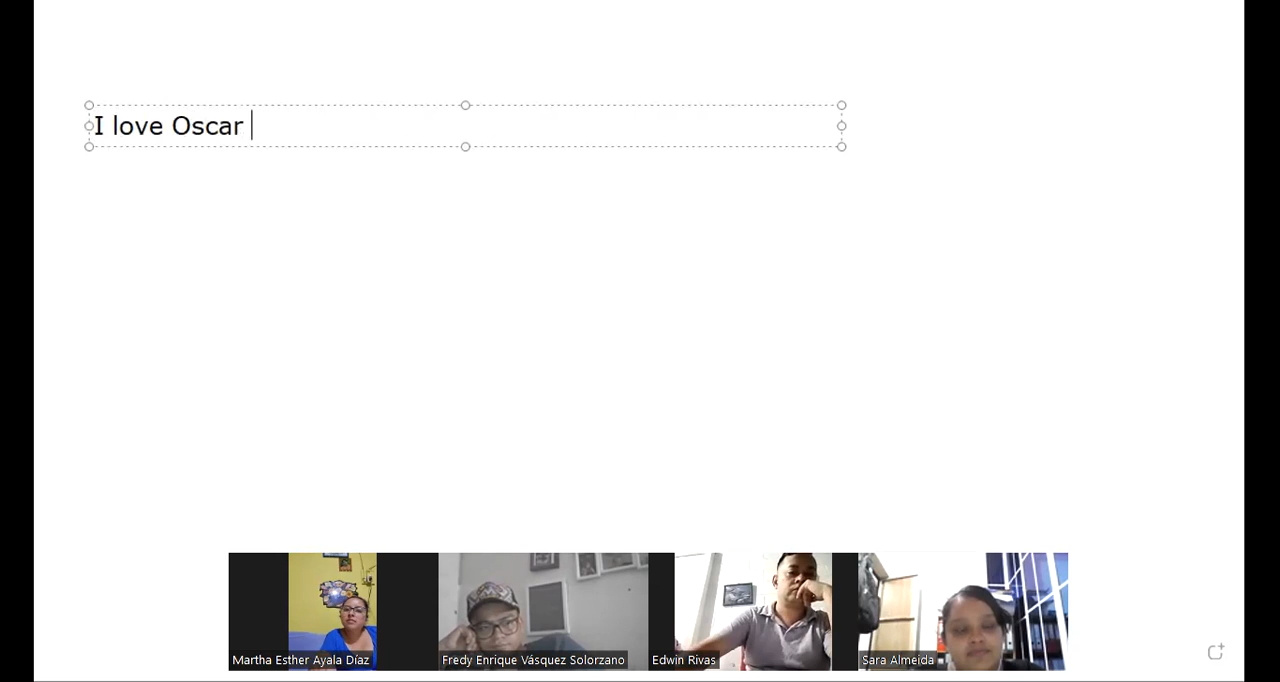 I love Oscar
Martha Esther Ayala Díaz
Fredy Enrique Vásquez Solorzano
Edwin Rivas
Sara Almeida